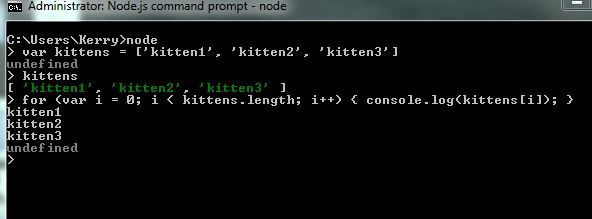 Administrator: Node.js command prompt - node
C:\Users\Kerry>node
> var kittens = ['kitten1', 'kitten2', 'kitten3']
undefined
> kittens
[ 'kitten1', 'kitten2', 'kitten3' ]
> for (var i = 0; i < kittens.length; i++) { console.log(kittens[i]); }
kitten1
kitten2
kitten3
undefined
>